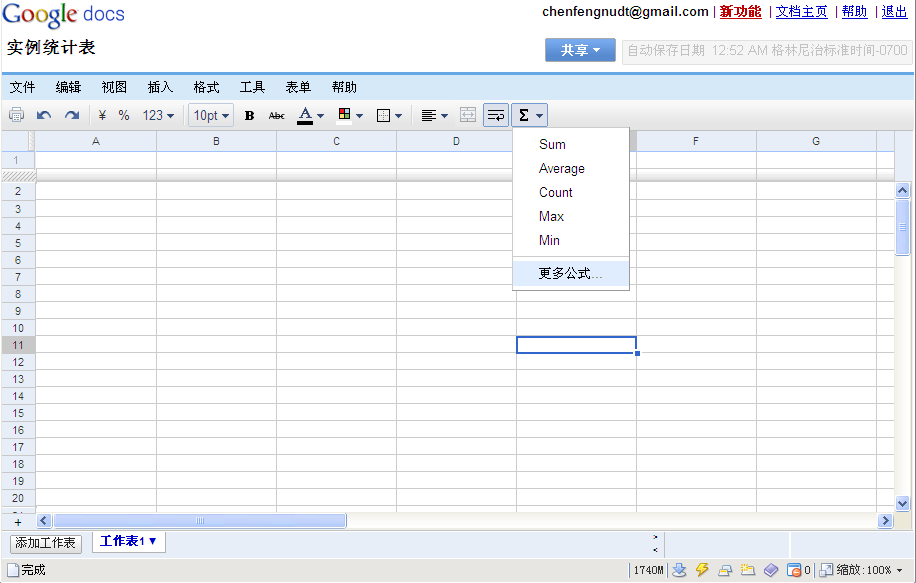 Google docs
chenfengnudt@gmail.com | 新功能 | 文档主页 | 帮助 | 退出
实例统计表
共享
自动保存日期 12:52 AM 格林尼治标准时间-0700
文件 编辑 视图 插入 格式 工具 表单 帮助
¥ % 123 10pt B Abc A Σ
A B C D F G
Sum
Average
Count
Max
Min
更多公式...
1
2
3
4
5
6
7
8
9
10
11
12
13
14
15
16
17
18
19
20
+
添加工作表 工作表1
完成 1740M 0 缩放:100%